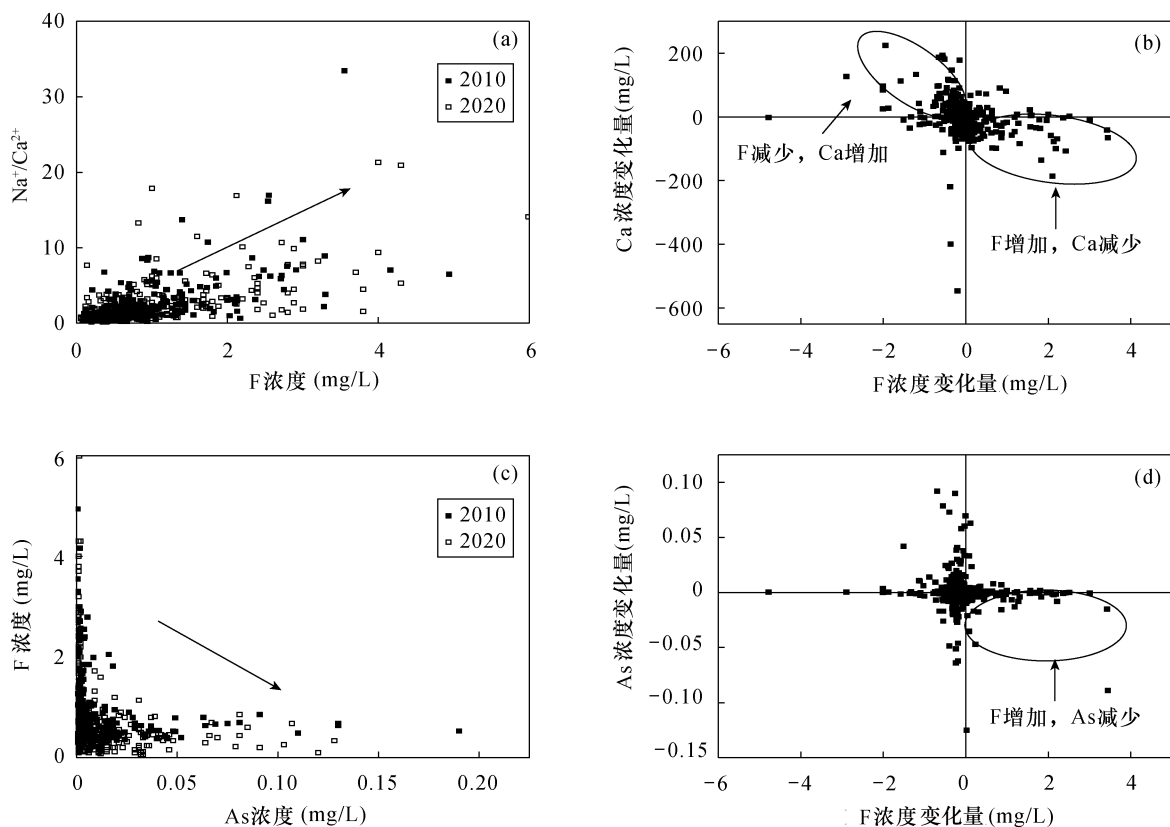 (a)
■ 2010
□ 2020
40
30
20
10
0
Na⁺/Ca²⁺
0 2 4 6
F浓度 (mg/L)
(b)
200
0
−200
−400
−600
Ca浓度变化量(mg/L)
F减少，Ca增加
F增加，Ca减少
−6 −4 −2 0 2 4
F浓度变化量(mg/L)
(c)
■ 2010
□ 2020
6
4
2
0
F浓度 (mg/L)
0 0.05 0.10 0.15 0.20
As浓度 (mg/L)
(d)
0.10
0.05
0
−0.05
−0.10
−0.15
As浓度变化量(mg/L)
F增加，As减少
−6 −4 −2 0 2 4
F浓度变化量(mg/L)